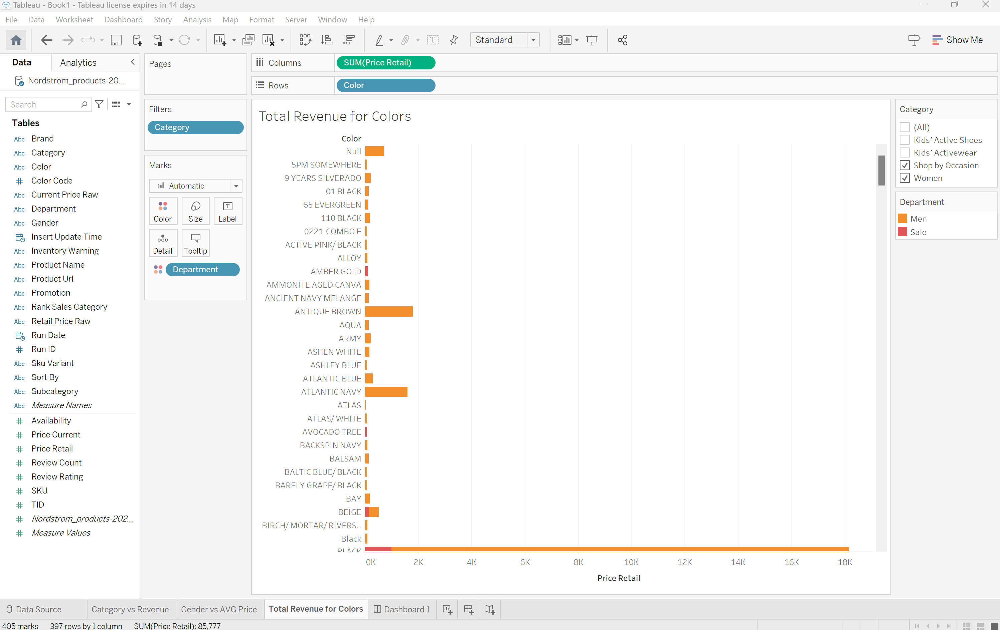 Tableau - Book1 - Tableau license expires in 14 days
File Data Worksheet Dashboard Story Analysis Map Format Server Window Help
Standard
Show Me
Data Analytics
Nordstrom_products-20...
Search
Tables
Abc Brand
Abc Category
Abc Color
# Color Code
Abc Current Price Raw
Abc Department
Abc Gender
Insert Update Time
Abc Inventory Warning
Abc Product Name
Abc Product Url
Abc Promotion
Abc Rank Sales Category
Abc Retail Price Raw
Run Date
# Run ID
Abc Sku Variant
Abc Sort By
Abc Subcategory
Abc Measure Names
# Availability
# Price Current
# Price Retail
# Review Count
# Review Rating
# SKU
# TID
# Nordstrom_products-202...
# Measure Values
Pages
Filters
Category
Marks
Automatic
Color Size Label
Detail Tooltip
Department
Columns SUM(Price Retail)
Rows Color
Total Revenue for Colors
Color
Null
5PM SOMEWHERE
9 YEARS SILVERADO
01 BLACK
65 EVERGREEN
110 BLACK
0221-COMBO E
ACTIVE PINK/ BLACK
ALLOY
AMBER GOLD
AMMONITE AGED CANVA
ANCIENT NAVY MELANGE
ANTIQUE BROWN
AQUA
ARMY
ASHEN WHITE
ASHLEY BLUE
ATLANTIC BLUE
ATLANTIC NAVY
ATLAS
ATLAS/ WHITE
AVOCADO TREE
BACKSPIN NAVY
BALSAM
BALTIC BLUE/ BLACK
BARELY GRAPE/ BLACK
BAY
BEIGE
BIRCH/ MORTAR/ RIVERS..
Black
BLACK
0K 2K 4K 6K 8K 10K 12K 14K 16K 18K
Price Retail
Category
(All)
Kids’ Active Shoes
Kids’ Activewear
Shop by Occasion
Women
Department
Men
Sale
Data Source Category vs Revenue Gender vs AVG Price Total Revenue for Colors Dashboard 1
405 marks 397 rows by 1 column SUM(Price Retail): 85,777